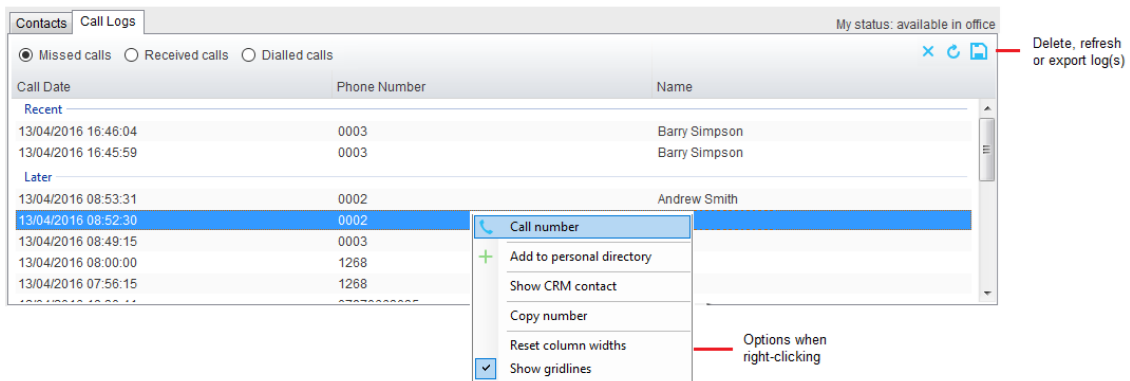 Contacts Call Logs My status: available in office
Missed calls Received calls Dialled calls
Delete, refresh
or export log(s)
Call Date Phone Number Name
Recent
13/04/2016 16:46:04 0003 Barry Simpson
13/04/2016 16:45:59 0003 Barry Simpson
Later
13/04/2016 08:53:31 0002 Andrew Smith
13/04/2016 08:52:30 0002
13/04/2016 08:49:15 0003
13/04/2016 08:00:00 1268
13/04/2016 07:56:15 1268
Call number
Add to personal directory
Show CRM contact
Copy number
Reset column widths
Show gridlines
Options when
right-clicking